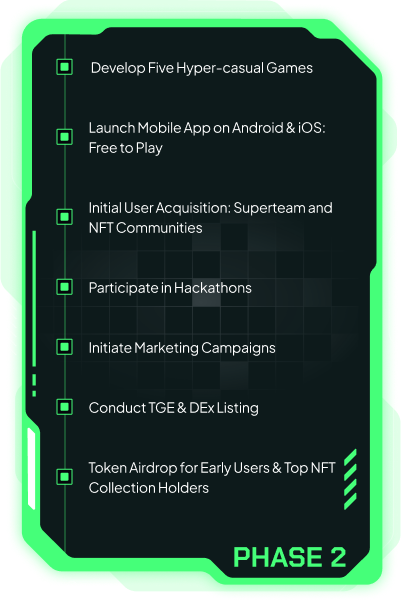 Develop Five Hyper-casual Games
Launch Mobile App on Android & iOS:
Free to Play
Initial User Acquisition: Superteam and
NFT Communities
Participate in Hackathons
Initiate Marketing Campaigns
Conduct TGE & DEx Listing
Token Airdrop for Early Users & Top NFT
Collection Holders
PHASE 2